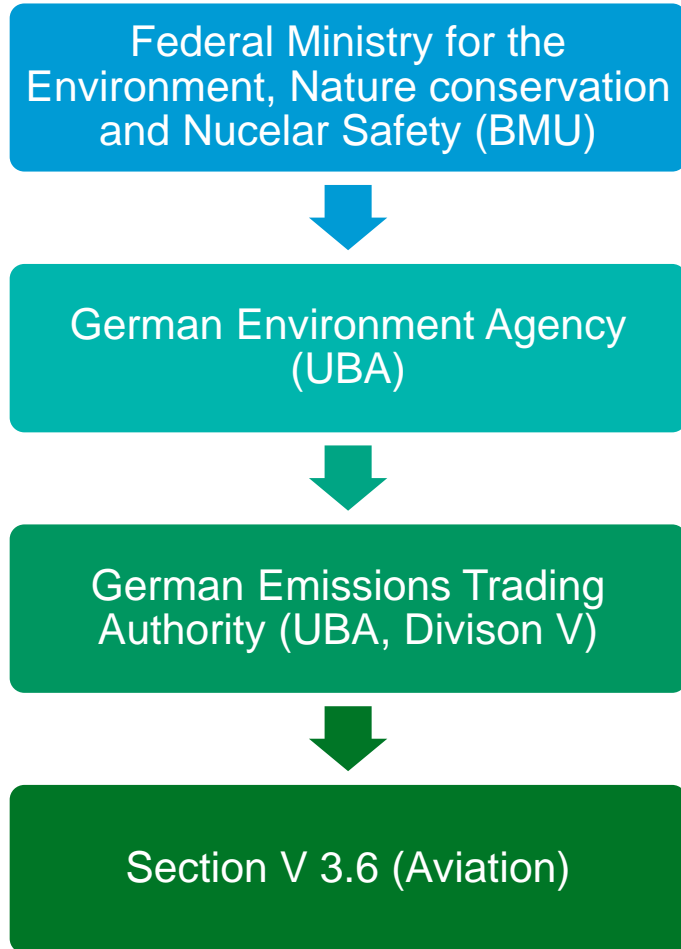 Federal Ministry for the
Environment, Nature conservation
and Nucelar Safety (BMU)
German Environment Agency
(UBA)
German Emissions Trading
Authority (UBA, Divison V)
Section V 3.6 (Aviation)